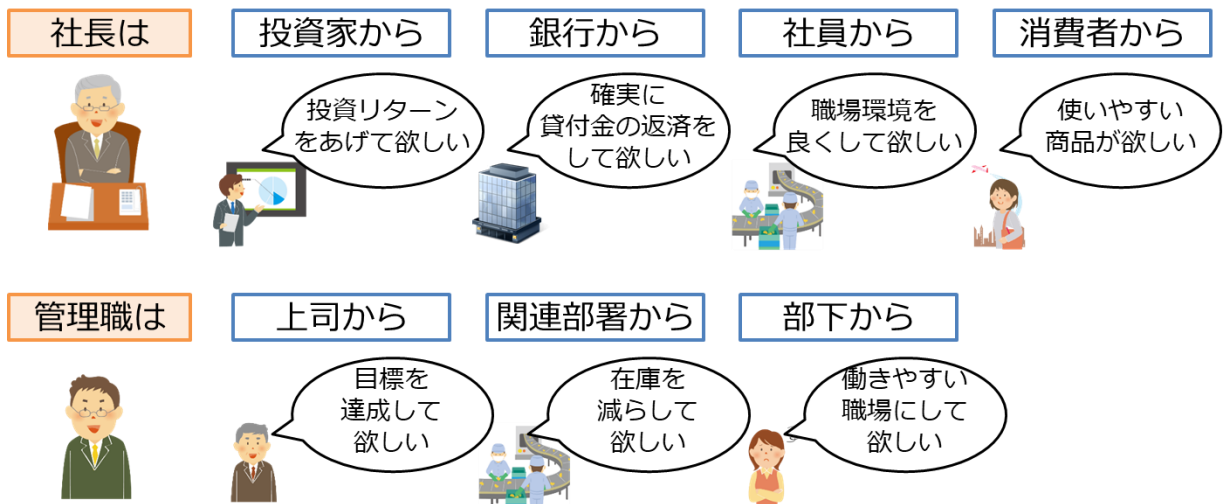 社長は
投資家から
銀行から
社員から
消費者から
投資リターン
をあげて欲しい
確実に
貸付金の返済を
して欲しい
職場環境を
良くして欲しい
使いやすい
商品が欲しい
管理職は
上司から
関連部署から
部下から
目標を
達成して
欲しい
在庫を
減らして
欲しい
働きやすい
職場にして
欲しい